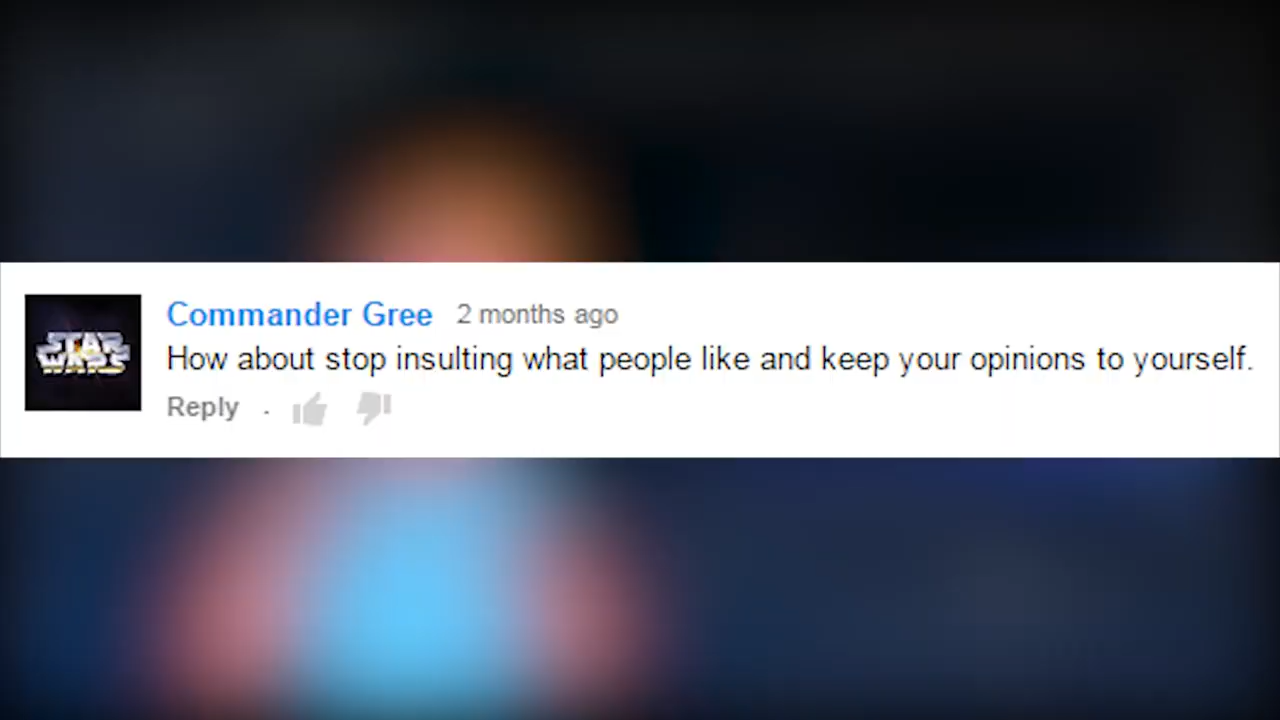 STAR
WARS
Commander Gree 2 months ago
How about stop insulting what people like and keep your opinions to yourself.
Reply .